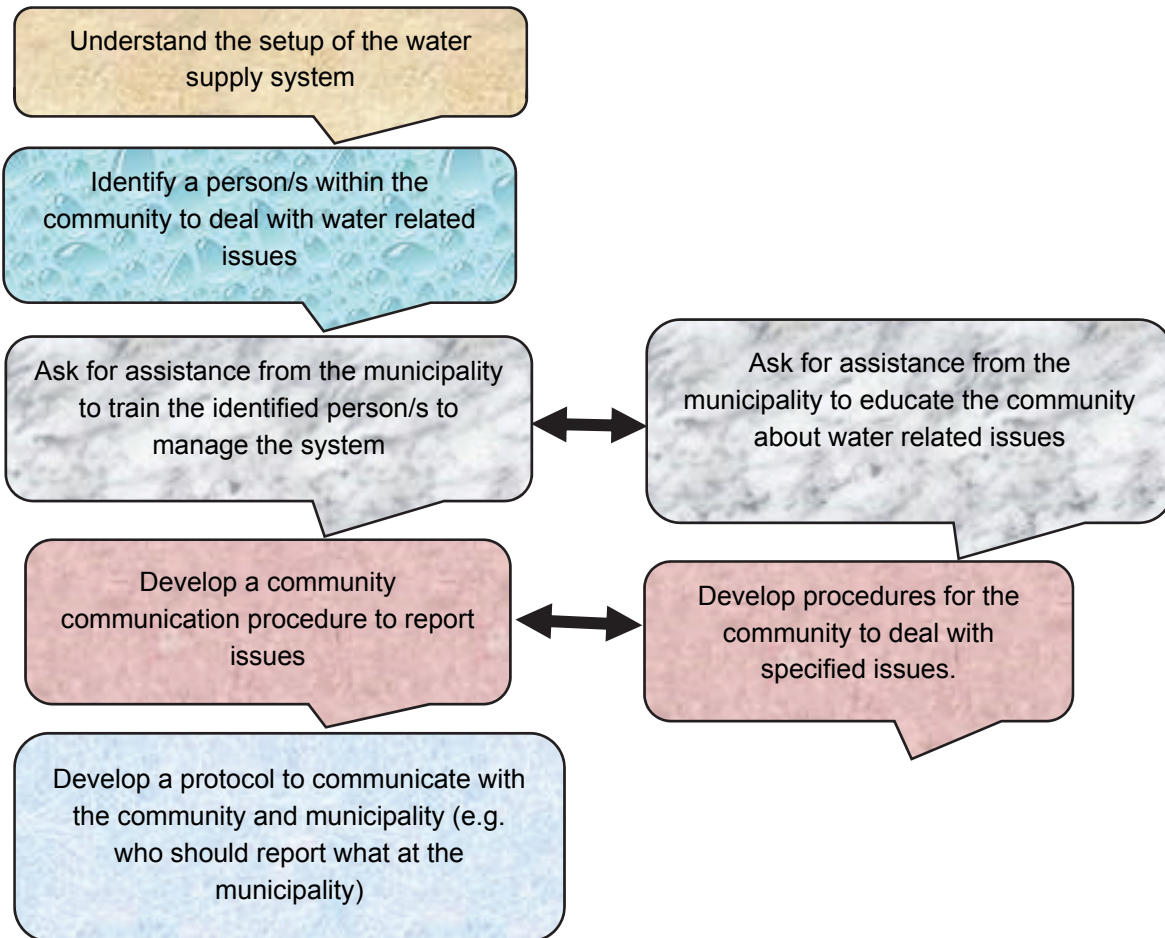 Understand the setup of the water
supply system
Identify a person/s within the
community to deal with water related
issues
Ask for assistance from the municipality
to train the identified person/s to
manage the system
Ask for assistance from the
municipality to educate the community
about water related issues
Develop a community
communication procedure to report
issues
Develop procedures for the
community to deal with
specified issues.
Develop a protocol to communicate with
the community and municipality (e.g.
who should report what at the
municipality)